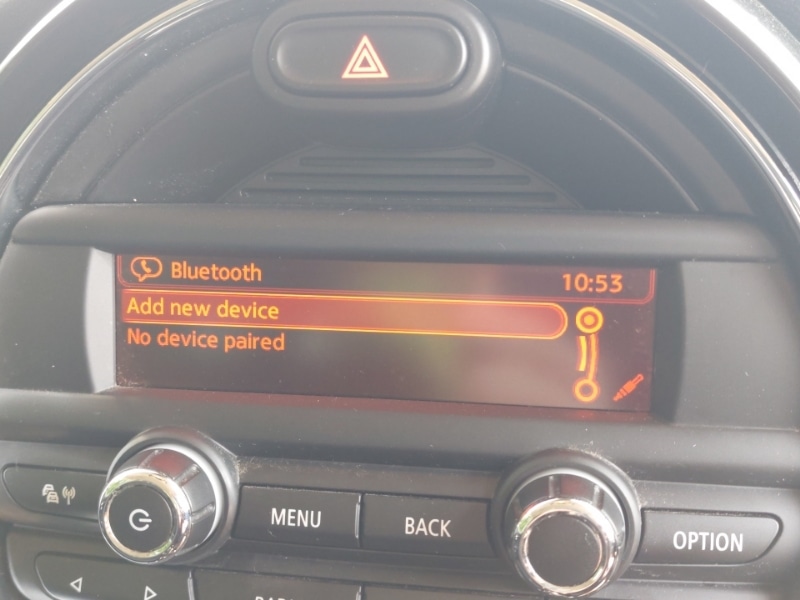 Bluetooth 10:53
Add new device
No device paired
MENU BACK OPTION